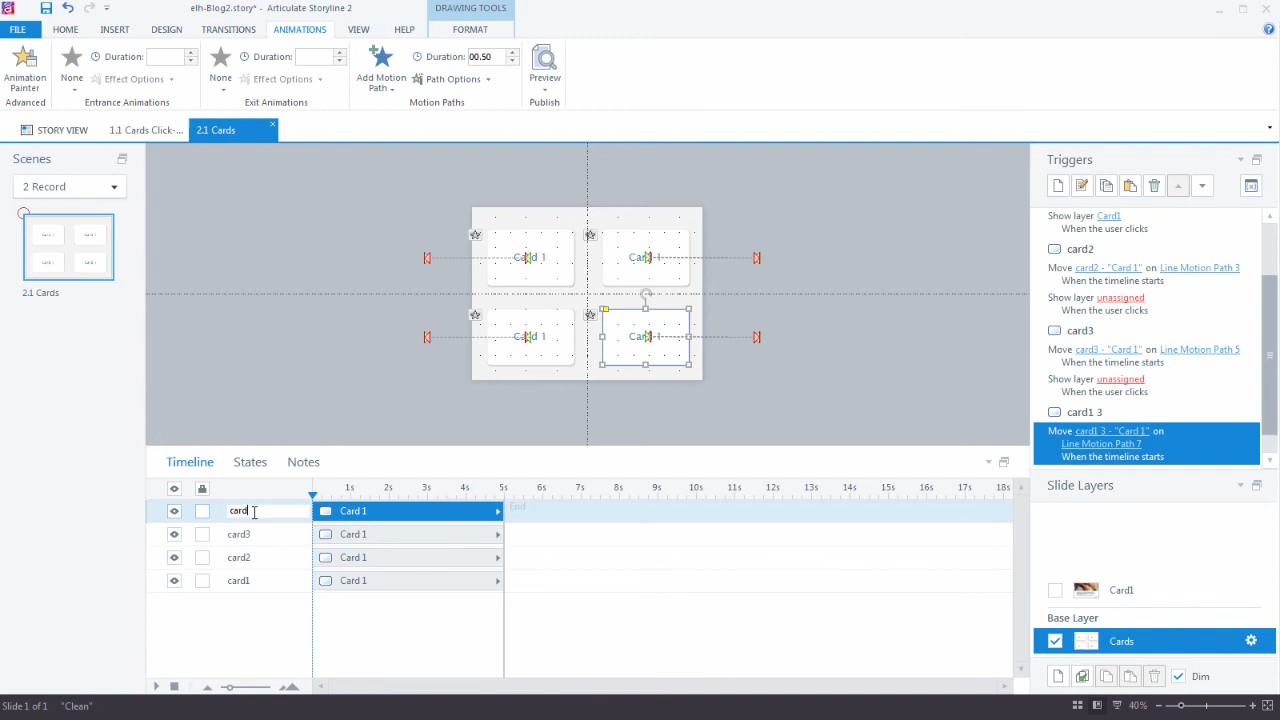 elh-Blog2.story* - Articulate Storyline 2
DRAWING TOOLS
FILE HOME INSERT DESIGN TRANSITIONS ANIMATIONS VIEW HELP FORMAT
Animation Painter
None
Duration:
Effect Options
None
Duration:
Effect Options
Add Motion Path
Duration: 00.50
Path Options
Preview
Advanced Entrance Animations Exit Animations Motion Paths Publish
STORY VIEW 1.1 Cards Click-... 2.1 Cards
Scenes
2 Record
2.1 Cards
Card 1
Card 1
Card 1
Card 1
Triggers
Show layer Card1
When the user clicks
card2
Move card2 - "Card 1" on Line Motion Path 3
When the timeline starts
Show layer unassigned
When the user clicks
card3
Move card3 - "Card 1" on Line Motion Path 5
When the timeline starts
Show layer unassigned
When the user clicks
card1 3
Move card1 3 - "Card 1" on
Line Motion Path 7
When the timeline starts
Timeline States Notes
1s 2s 3s 4s 5s 6s 7s 8s 9s 10s 11s 12s 13s 14s 15s 16s 17s 18s
card Card 1 End
card3 Card 1
card2 Card 1
card1 Card 1
Slide Layers
Card1
Base Layer
Cards
Dim
Slide 1 of 1 "Clean" 40%